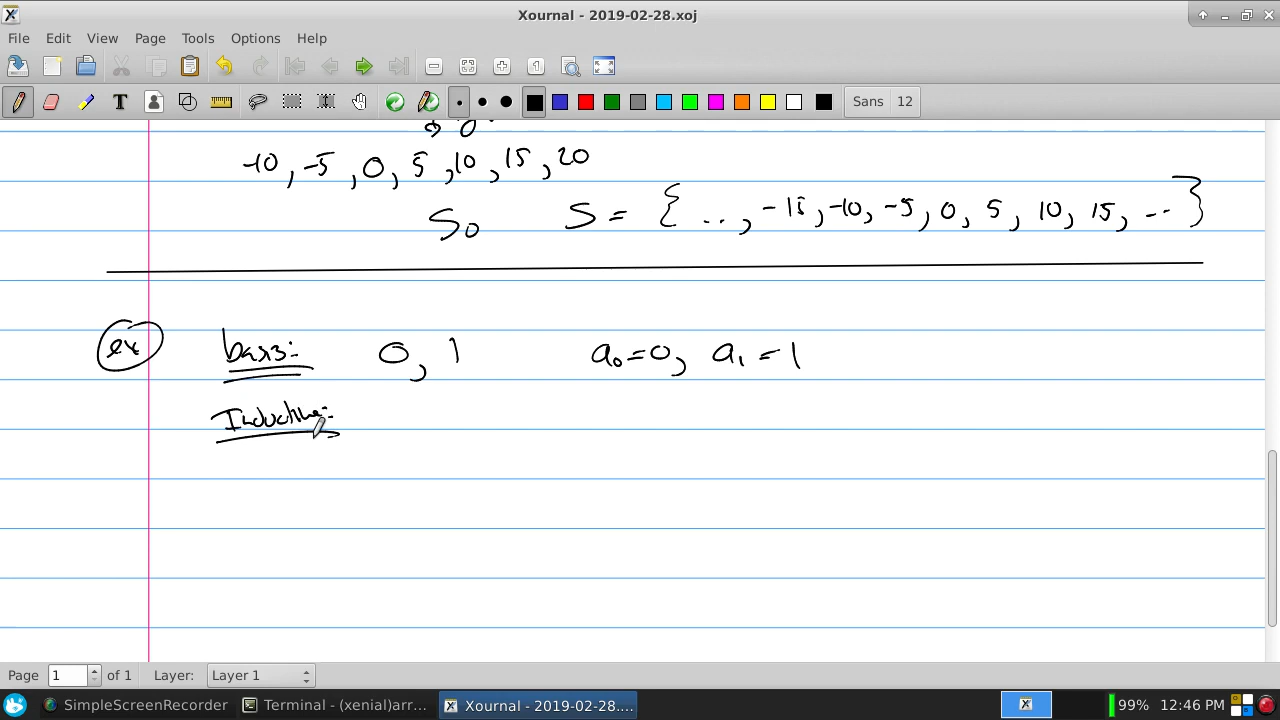 Xournal - 2019-02-28.xoj
File Edit View Page Tools Options Help
Sans 12
-10, -5, 0, 5, 10, 15, 20
So S = { .., -15, -10, -5, 0, 5, 10, 15, ... }
ex basis: 0, 1 a₀=0, a₁=1
Inductive:
Page 1 of 1 Layer: Layer 1
SimpleScreenRecorder Terminal - (xenial)arr... Xournal - 2019-02-28.... 99% 12:46 PM